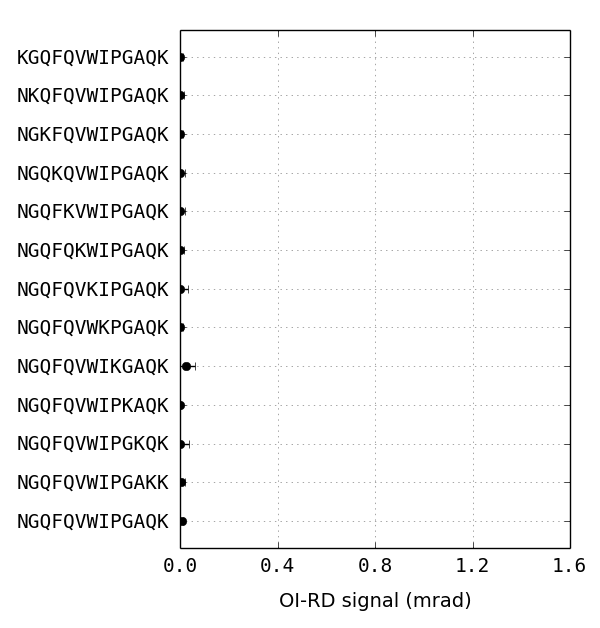 KGQFQVWIPGAQK
NKQFQVWIPGAQK
NGKFQVWIPGAQK
NGQKQVWIPGAQK
NGQFKVWIPGAQK
NGQFQKWIPGAQK
NGQFQVKIPGAQK
NGQFQVWKPGAQK
NGQFQVWIKGAQK
NGQFQVWIPKAQK
NGQFQVWIPGKQK
NGQFQVWIPGAKK
NGQFQVWIPGAQK
0.0 0.4 0.8 1.2 1.6
OI-RD signal (mrad)